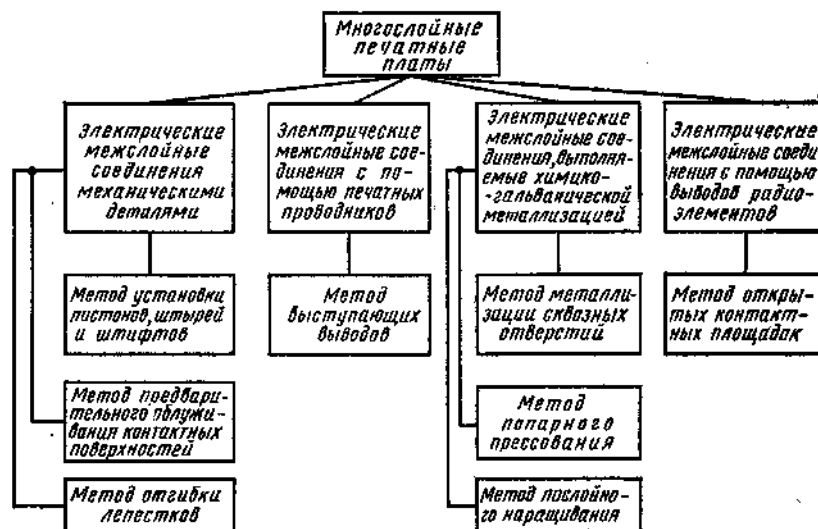 Многослойные
печатные
платы
Электрические
межслойные
соединения
механическими
деталями
Электрические
межслойные сое-
динения с по-
мощью печатных
проводников
Электрические
межслойные сое-
динения, выполня-
емые химико-
-гальванической
металлизацией
Электрические
межслойные соеди
нения с помощью
выводов радио-
элементов
Метод установки
пистонов, штырей
и штифтов
Метод
выступающих
выводов
Метод металли-
зации сквозных
отверстий
Метод откры-
тых контакт-
ных площадок
Метод предвари-
тельного облужи-
вания контактных
поверхностей
Метод
попарного
прессования
Метод отгибки
лепестков
Метод послойно-
го наращивания